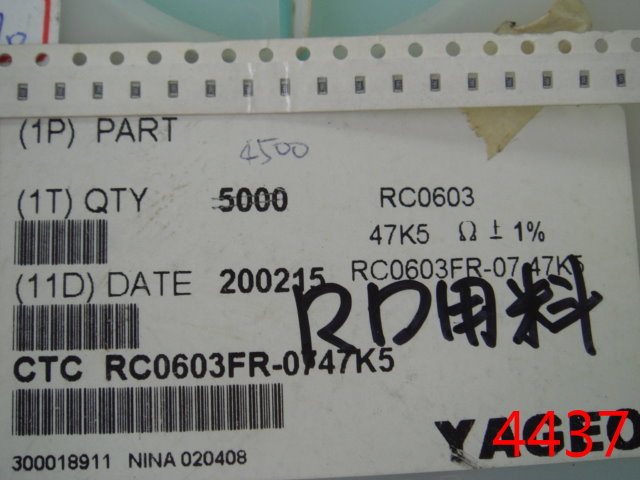 (1P) PART
4500
(1T) QTY 5000 RC0603
47K5 Ω ± 1%
(11D) DATE 200215 RC0603FR-07 47K5
RD用料
CTC RC0603FR-0747K5
YAGEO
4437
300018911 NINA 020408